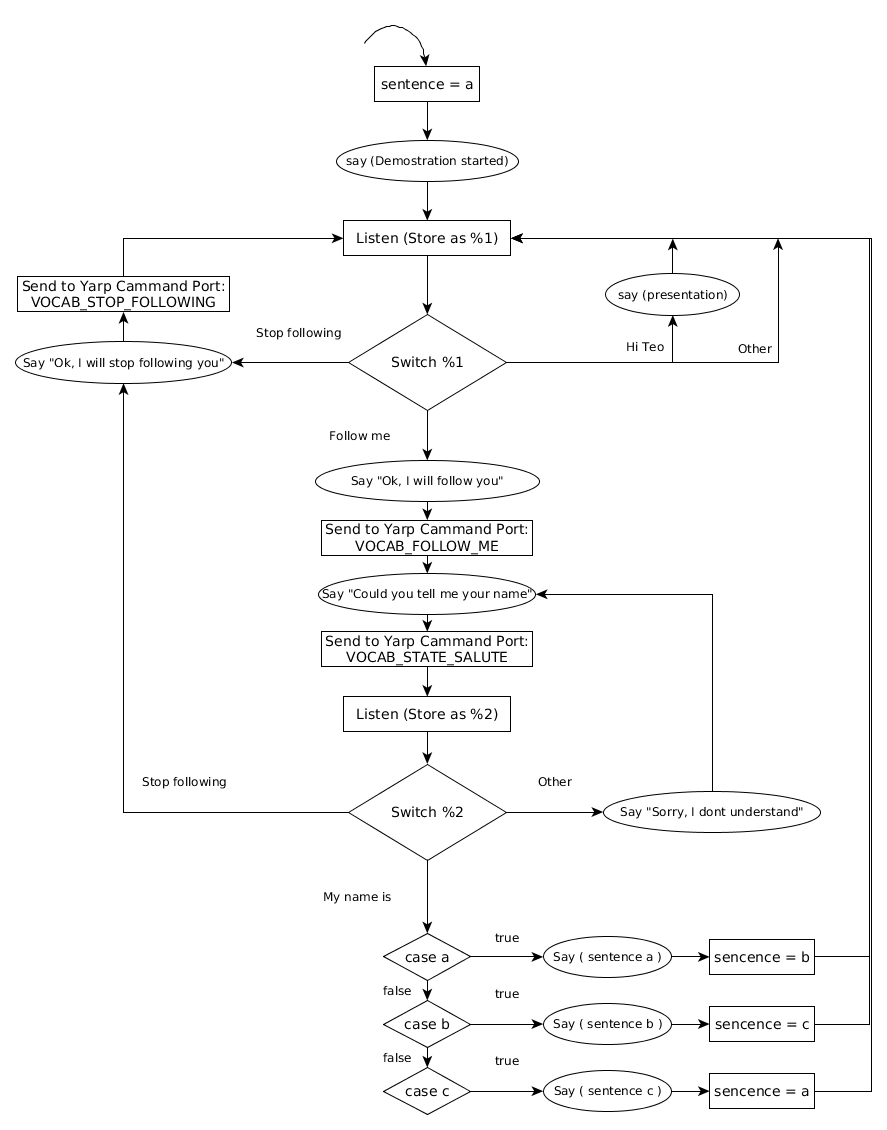 sentence = a
say (Demostration started)
Listen (Store as %1)
Send to Yarp Cammand Port:
VOCAB_STOP_FOLLOWING
say (presentation)
Stop following
Hi Teo
Other
Say "Ok, I will stop following you"
Switch %1
Follow me
Say "Ok, I will follow you"
Send to Yarp Cammand Port:
VOCAB_FOLLOW_ME
Say "Could you tell me your name"
Send to Yarp Cammand Port:
VOCAB_STATE_SALUTE
Listen (Store as %2)
Stop following
Other
Switch %2
Say "Sorry, I dont understand"
My name is
true
case a
Say ( sentence a )
sencence = b
false
true
case b
Say ( sentence b )
sencence = c
false
true
case c
Say ( sentence c )
sencence = a